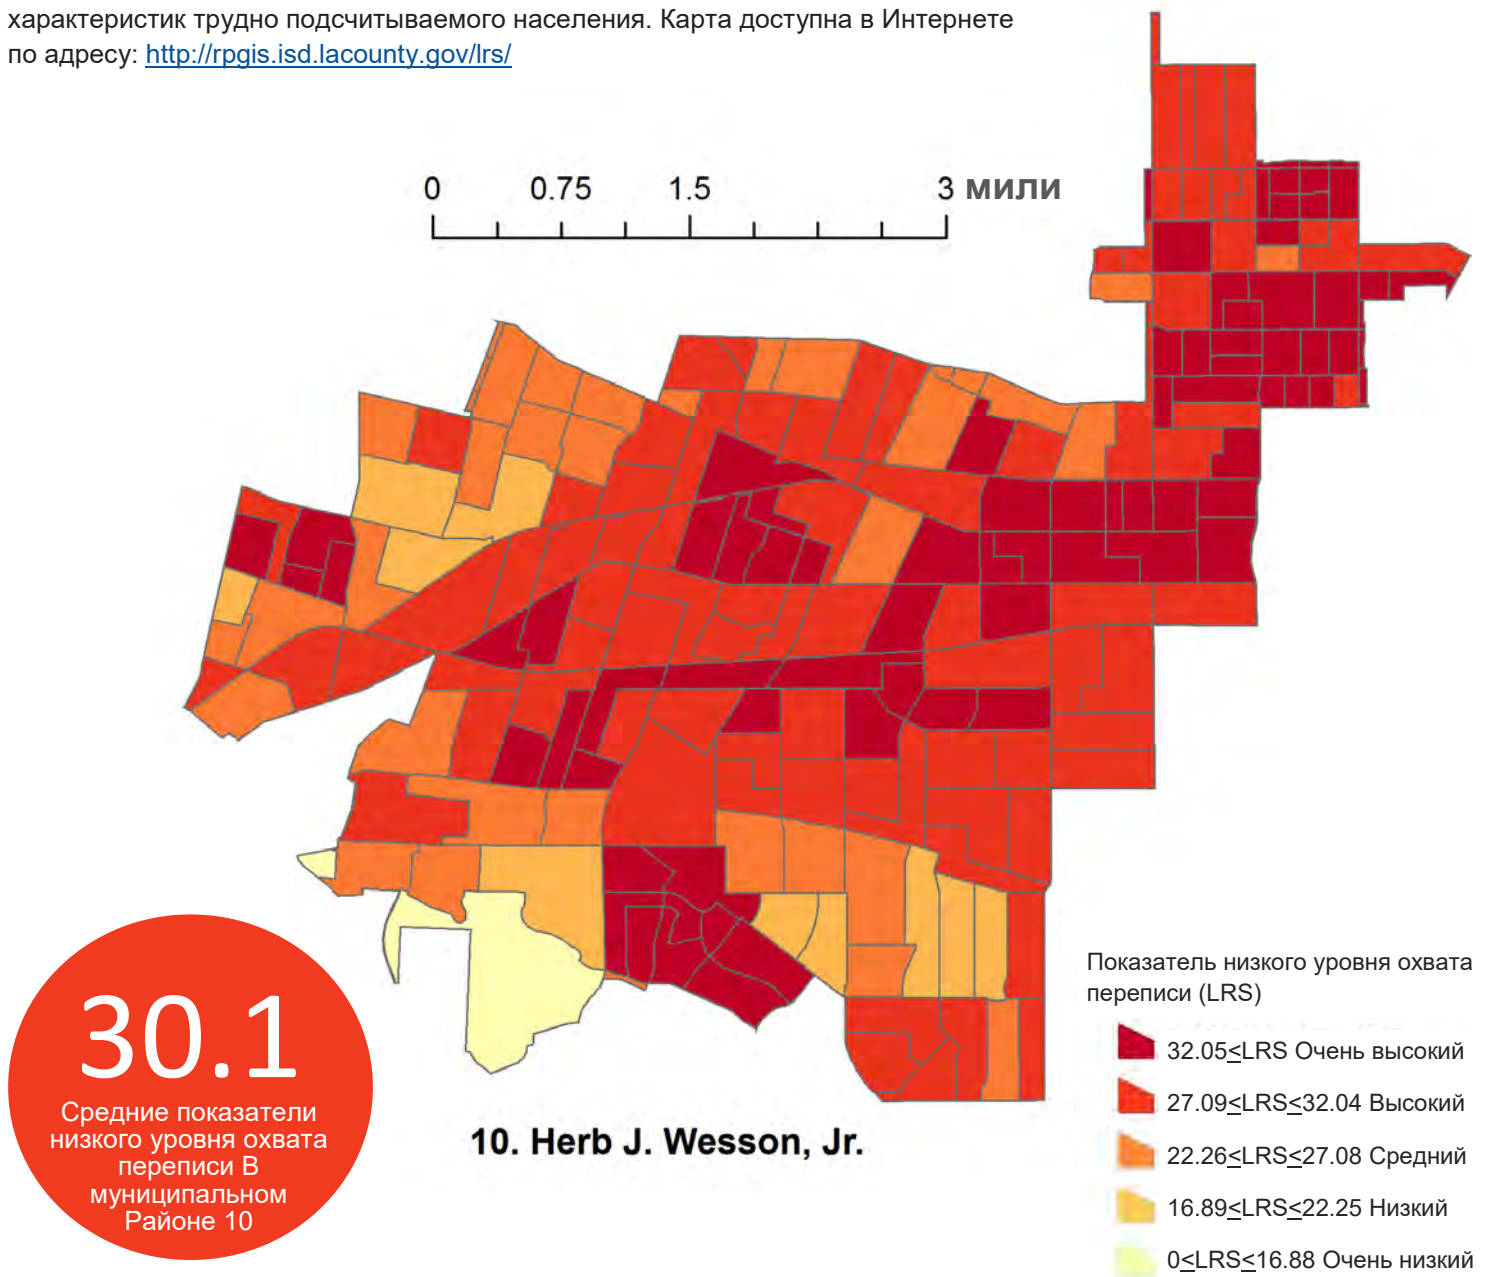 характеристик трудно подсчитываемого населения. Карта доступна в Интернете
по адресу: http://rpgis.isd.lacounty.gov/lrs/
0 0.75 1.5 3 мили
30.1
Средние показатели
низкого уровня охвата
переписи В
муниципальном
Районе 10
10. Herb J. Wesson, Jr.
Показатель низкого уровня охвата
переписи (LRS)
32.05≤LRS Очень высокий
27.09≤LRS≤32.04 Высокий
22.26≤LRS≤27.08 Средний
16.89≤LRS≤22.25 Низкий
0≤LRS≤16.88 Очень низкий